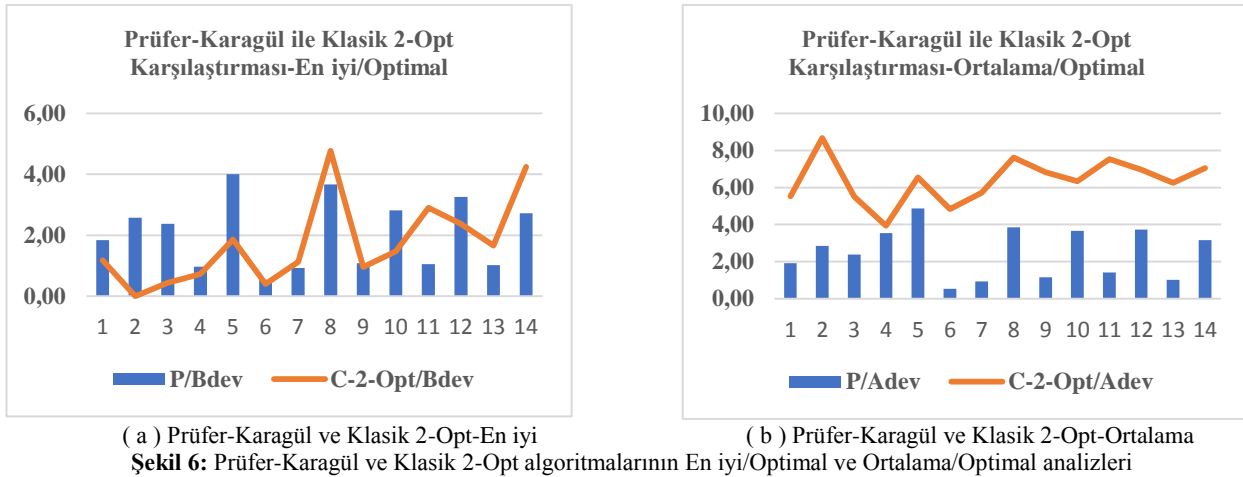 Prüfer-Karagül ile Klasik 2-Opt
Karşılaştırması-En iyi/Optimal
6,00
4,00
2,00
0,00
1 2 3 4 5 6 7 8 9 10 11 12 13 14
P/Bdev C-2-Opt/Bdev
Prüfer-Karagül ile Klasik 2-Opt
Karşılaştırması-Ortalama/Optimal
10,00
8,00
6,00
4,00
2,00
0,00
1 2 3 4 5 6 7 8 9 10 11 12 13 14
P/Adev C-2-Opt/Adev
( a ) Prüfer-Karagül ve Klasik 2-Opt-En iyi
( b ) Prüfer-Karagül ve Klasik 2-Opt-Ortalama
Şekil 6: Prüfer-Karagül ve Klasik 2-Opt algoritmalarının En iyi/Optimal ve Ortalama/Optimal analizleri